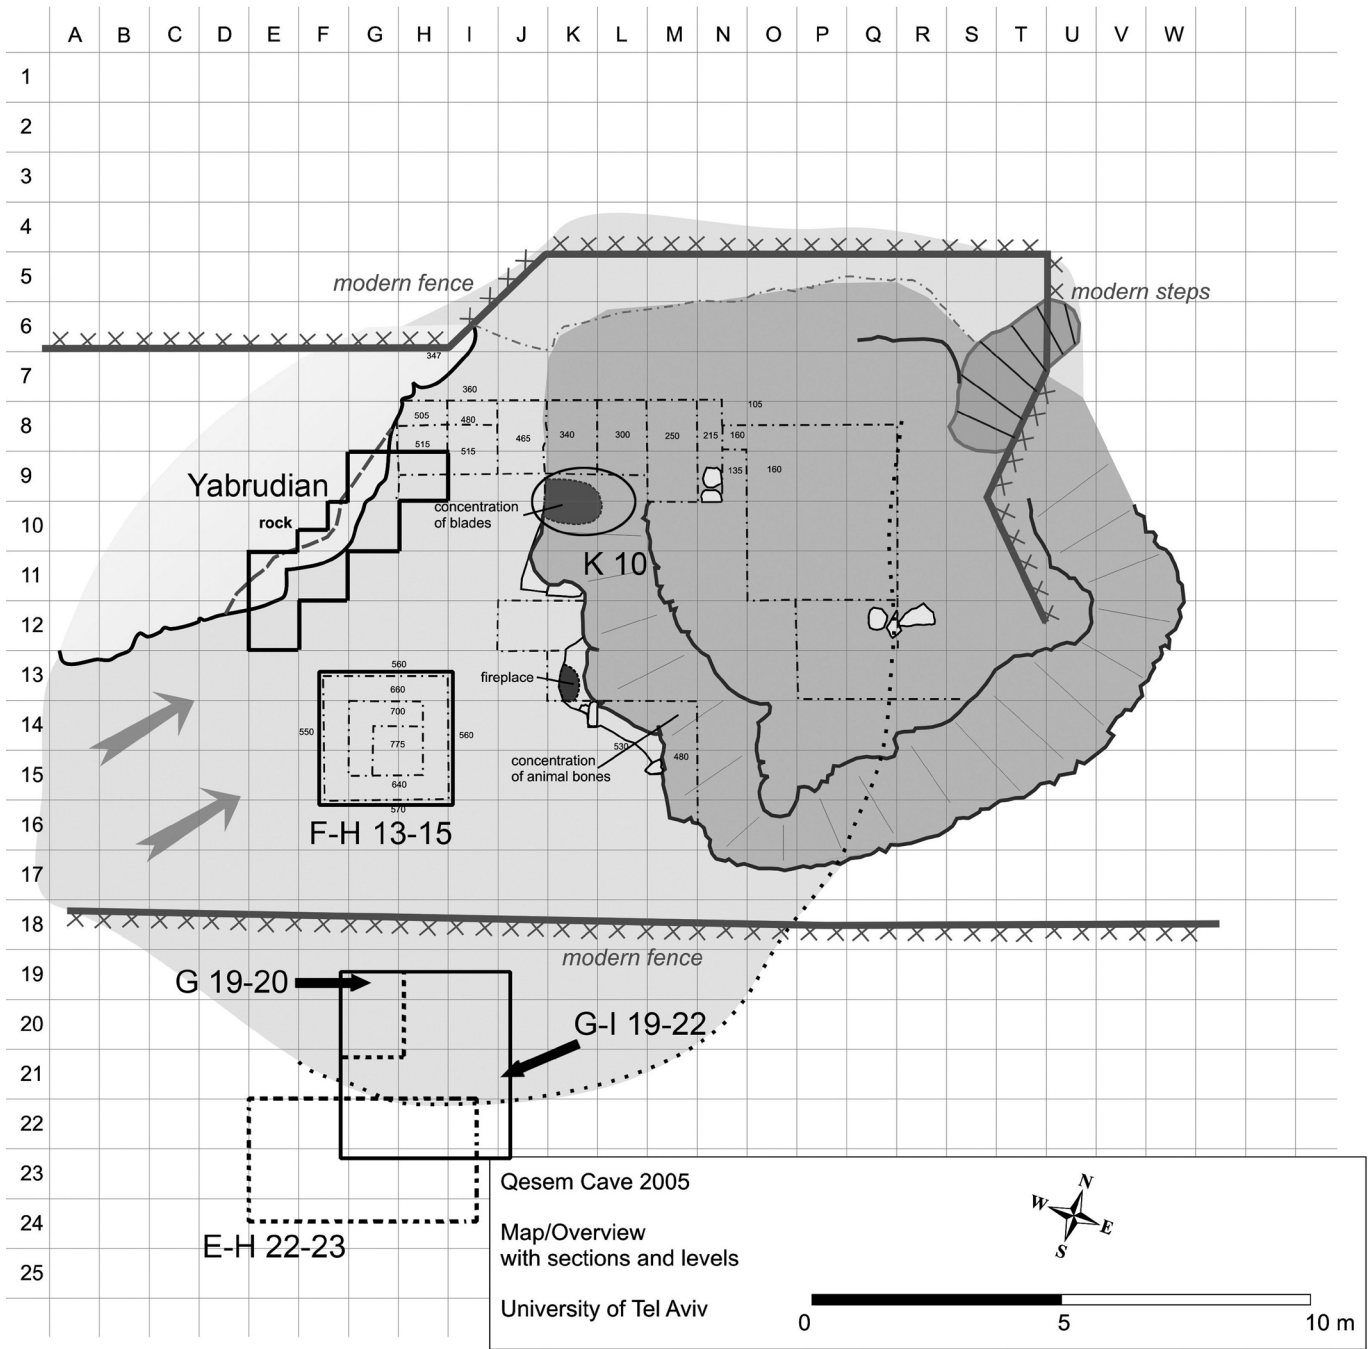 A B C D E F G H I J K L M N O P Q R S T U V W
1
2
3
4
5
modern fence
modern steps
6
347
7
360
105
8
505
480
465
340
300
250
215
160
515
515
9
135
160
Yabrudian
concentration
of blades
rock
10
K 10
11
12
13
560
fireplace
660
700
14
550
560
775
530
480
concentration
of animal bones
15
640
570
16
F-H 13-15
17
18
modern fence
19
G 19-20
20
G-I 19-22
21
22
23
Qesem Cave 2005
N
W
E
S
24
Map/Overview
with sections and levels
E-H 22-23
25
University of Tel Aviv
0 5 10 m